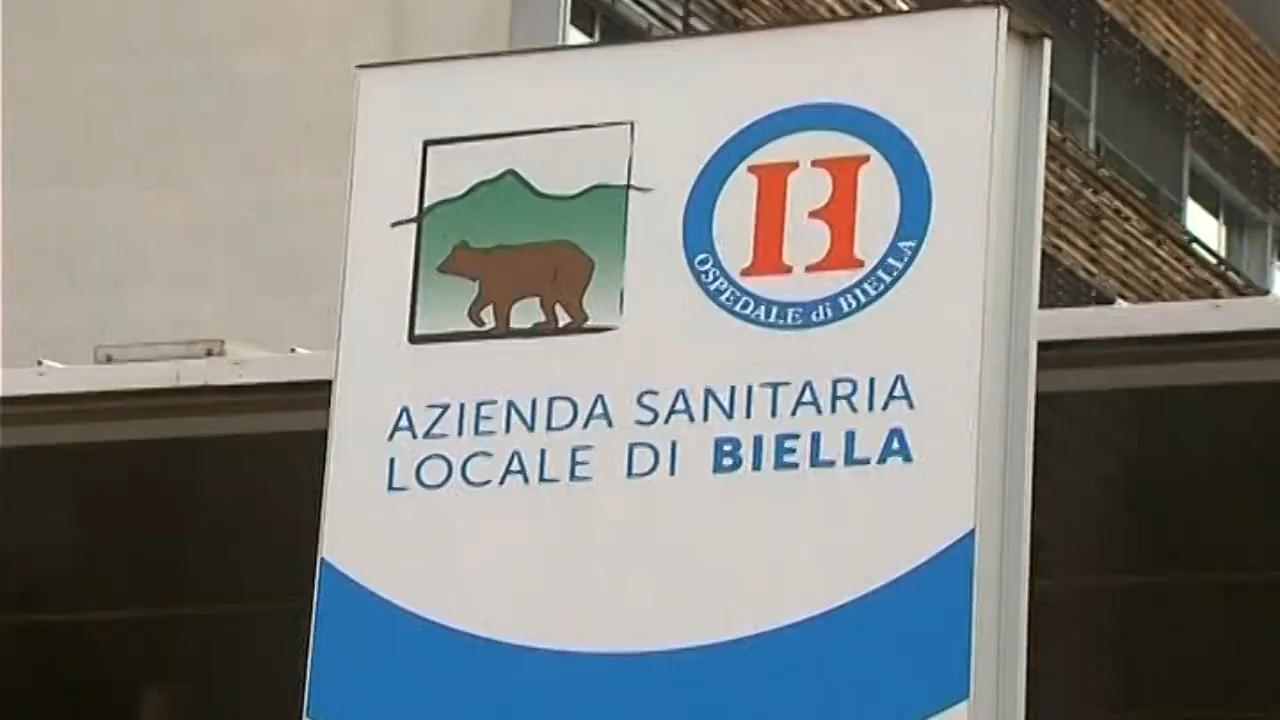 H
OSPEDALE di BIELLA
AZIENDA SANITARIA
LOCALE DI BIELLA